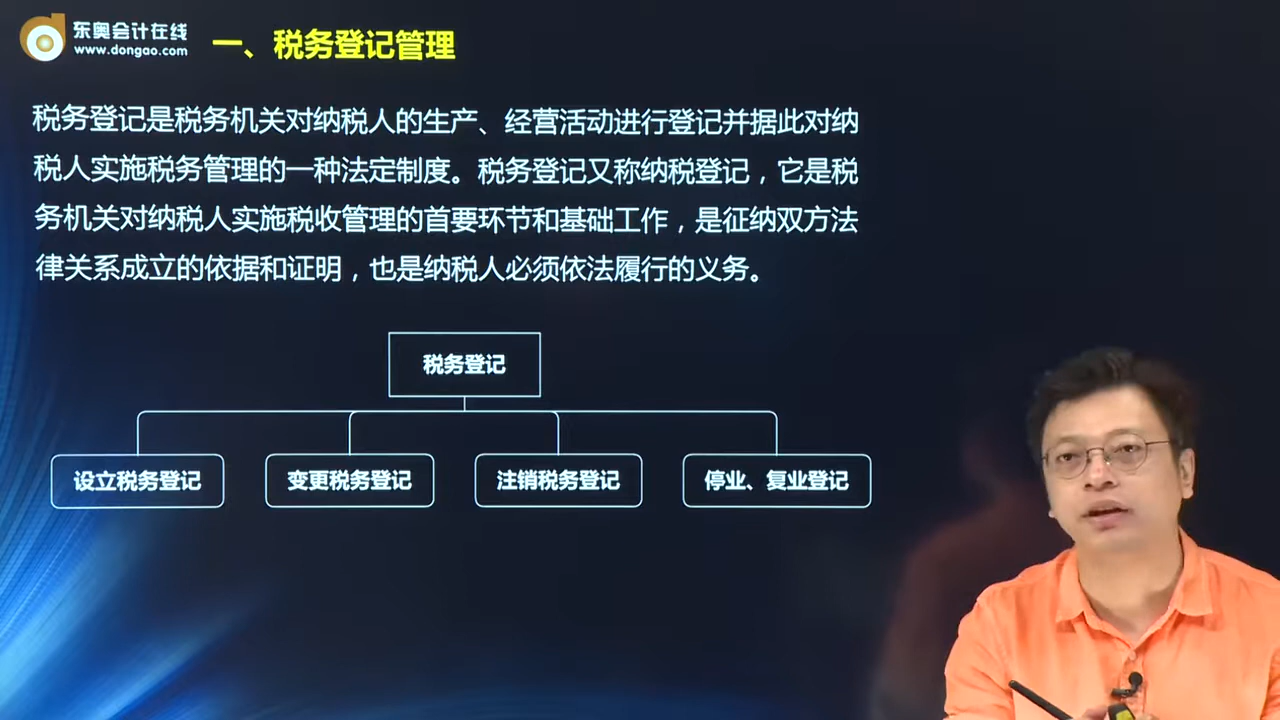 东奥会计在线
www.dongao.com
一、税务登记管理
税务登记是税务机关对纳税人的生产、经营活动进行登记并据此对纳
税人实施税务管理的一种法定制度。税务登记又称纳税登记，它是税
务机关对纳税人实施税收管理的首要环节和基础工作，是征纳双方法
律关系成立的依据和证明，也是纳税人必须依法履行的义务。
税务登记
设立税务登记
变更税务登记
注销税务登记
停业、复业登记